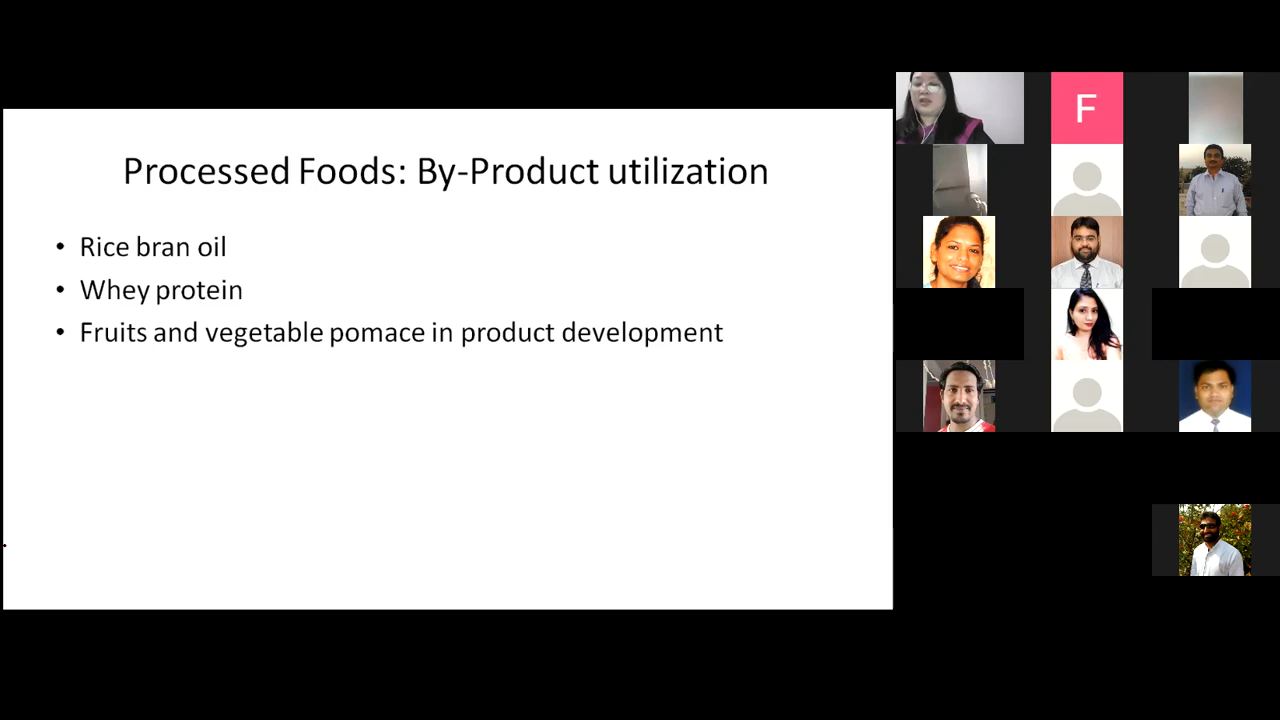 Processed Foods: By-Product utilization
• Rice bran oil
• Whey protein
• Fruits and vegetable pomace in product development
F